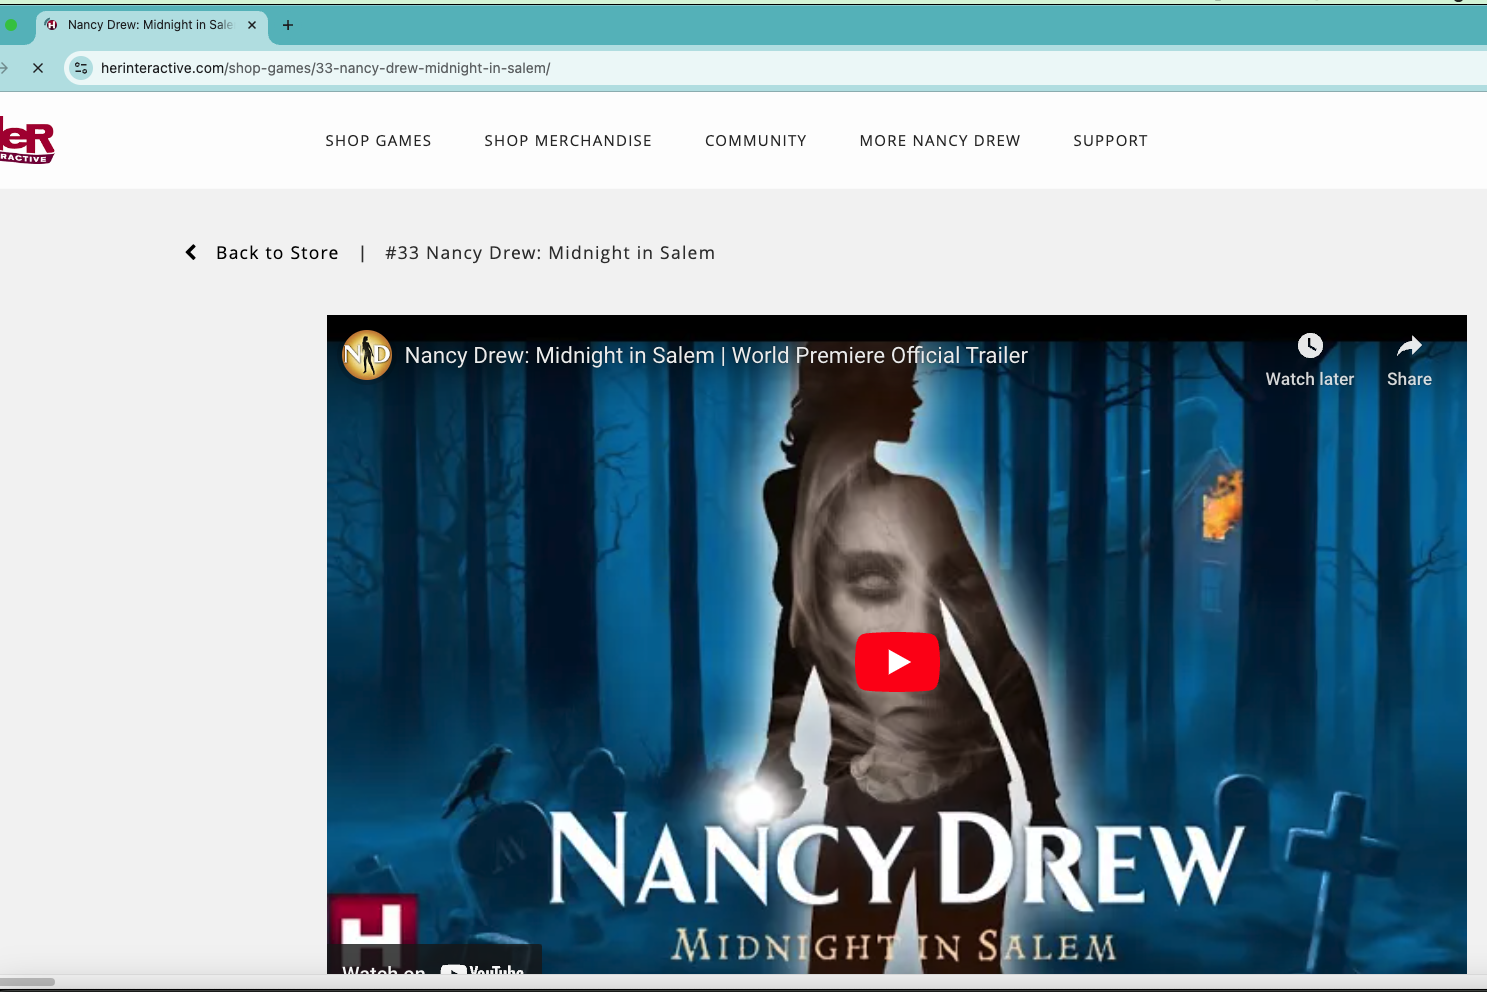 Nancy Drew: Midnight in Sale
herinteractive.com/shop-games/33-nancy-drew-midnight-in-salem/
HeR
RACTIVE
SHOP GAMES
SHOP MERCHANDISE
COMMUNITY
MORE NANCY DREW
SUPPORT
Back to Store | #33 Nancy Drew: Midnight in Salem
ND
Nancy Drew: Midnight in Salem | World Premiere Official Trailer
Watch later
Share
NANCY DREW
MIDNIGHT IN SALEM
H
Watch on YouTube